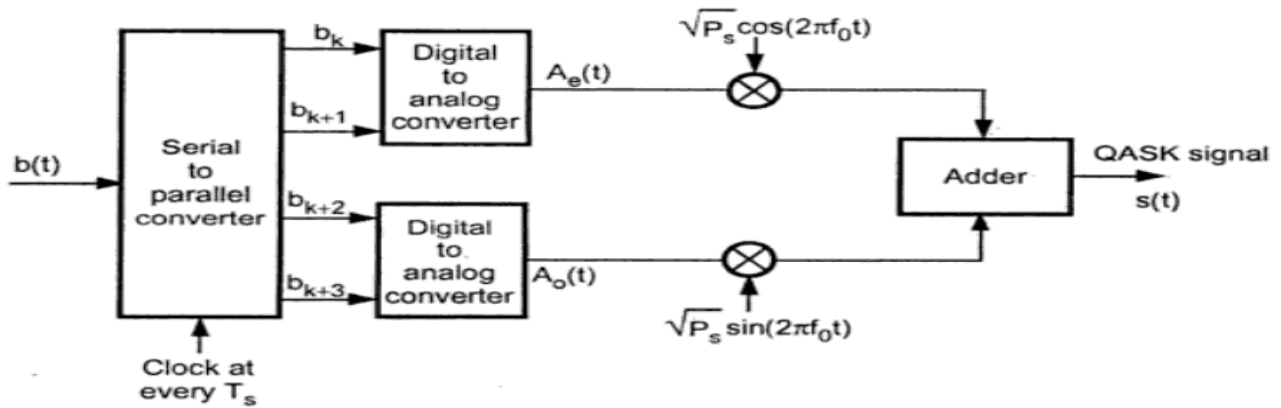 b(t)
Serial
to
parallel
converter
Clock at
every Tₛ
bₖ
bₖ₊₁
bₖ₊₂
bₖ₊₃
Digital
to
analog
converter
Aₑ(t)
√Pₛ cos(2πf₀t)
Digital
to
analog
converter
Aₒ(t)
√Pₛ sin(2πf₀t)
Adder
QASK signal
s(t)